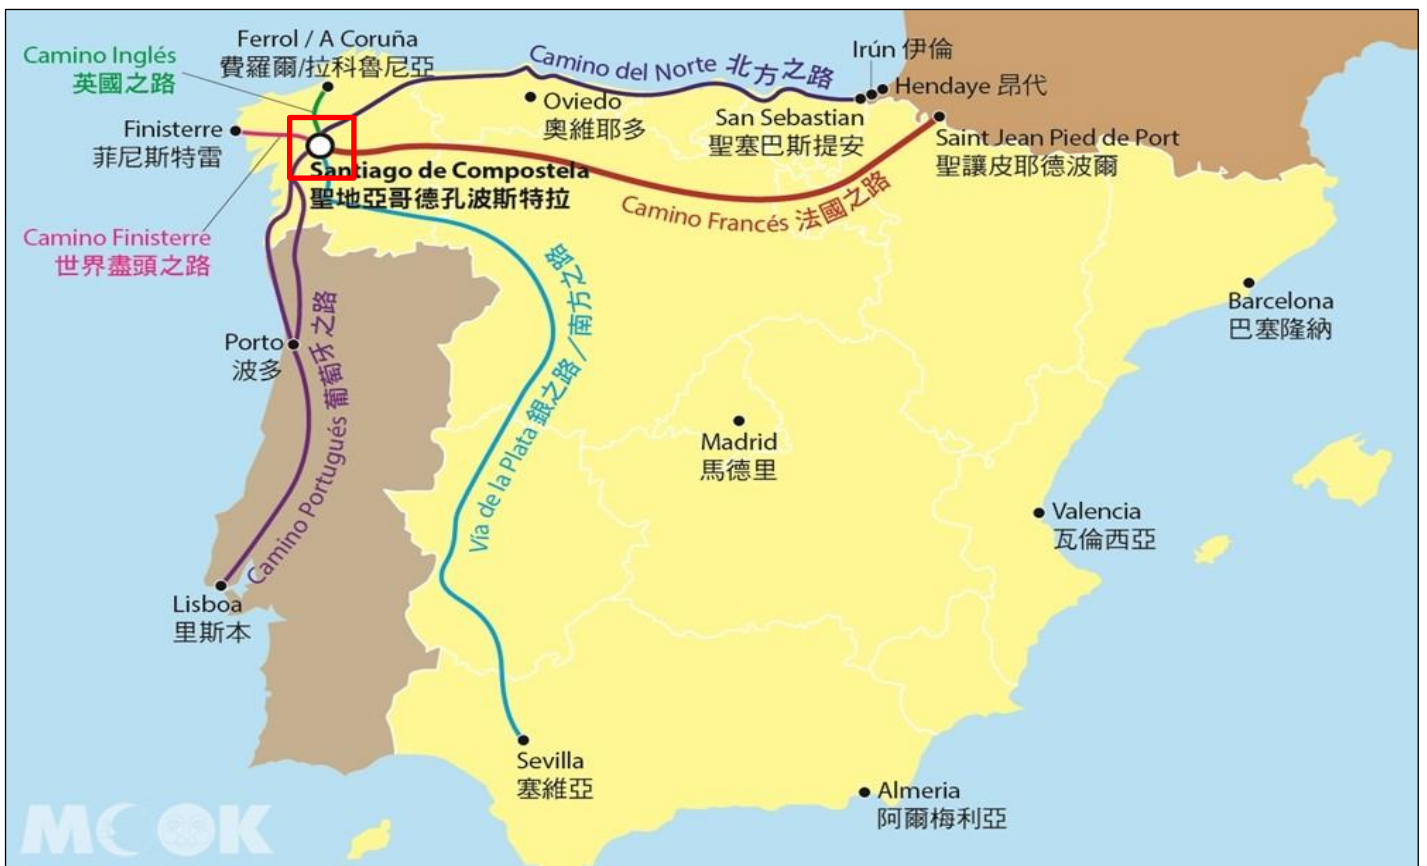 Camino Inglés
英國之路
Ferrol / A Coruña
費羅爾/拉科魯尼亞
Camino del Norte 北方之路
Irún 伊倫
Hendaye 昂代
Oviedo
奧維耶多
San Sebastian
聖塞巴斯提安
Saint Jean Pied de Port
聖讓皮耶德波爾
Finisterre
菲尼斯特雷
Santiago de Compostela
聖地亞哥德孔波斯特拉
Camino Francés 法國之路
Camino Finisterre
世界盡頭之路
Barcelona
巴塞隆納
Porto
波多
Camino Portugués 葡萄牙之路
Vía de la Plata 銀之路/南方之路
Madrid
馬德里
Valencia
瓦倫西亞
Lisboa
里斯本
Sevilla
塞維亞
Almeria
阿爾梅利亞
MOOK